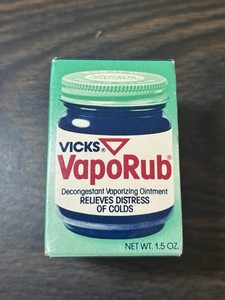 VICKS®
VapoRub®
Decongestant Vaporizing Ointment
RELIEVES DISTRESS
OF COLDS
NET WT. 1.5 OZ.